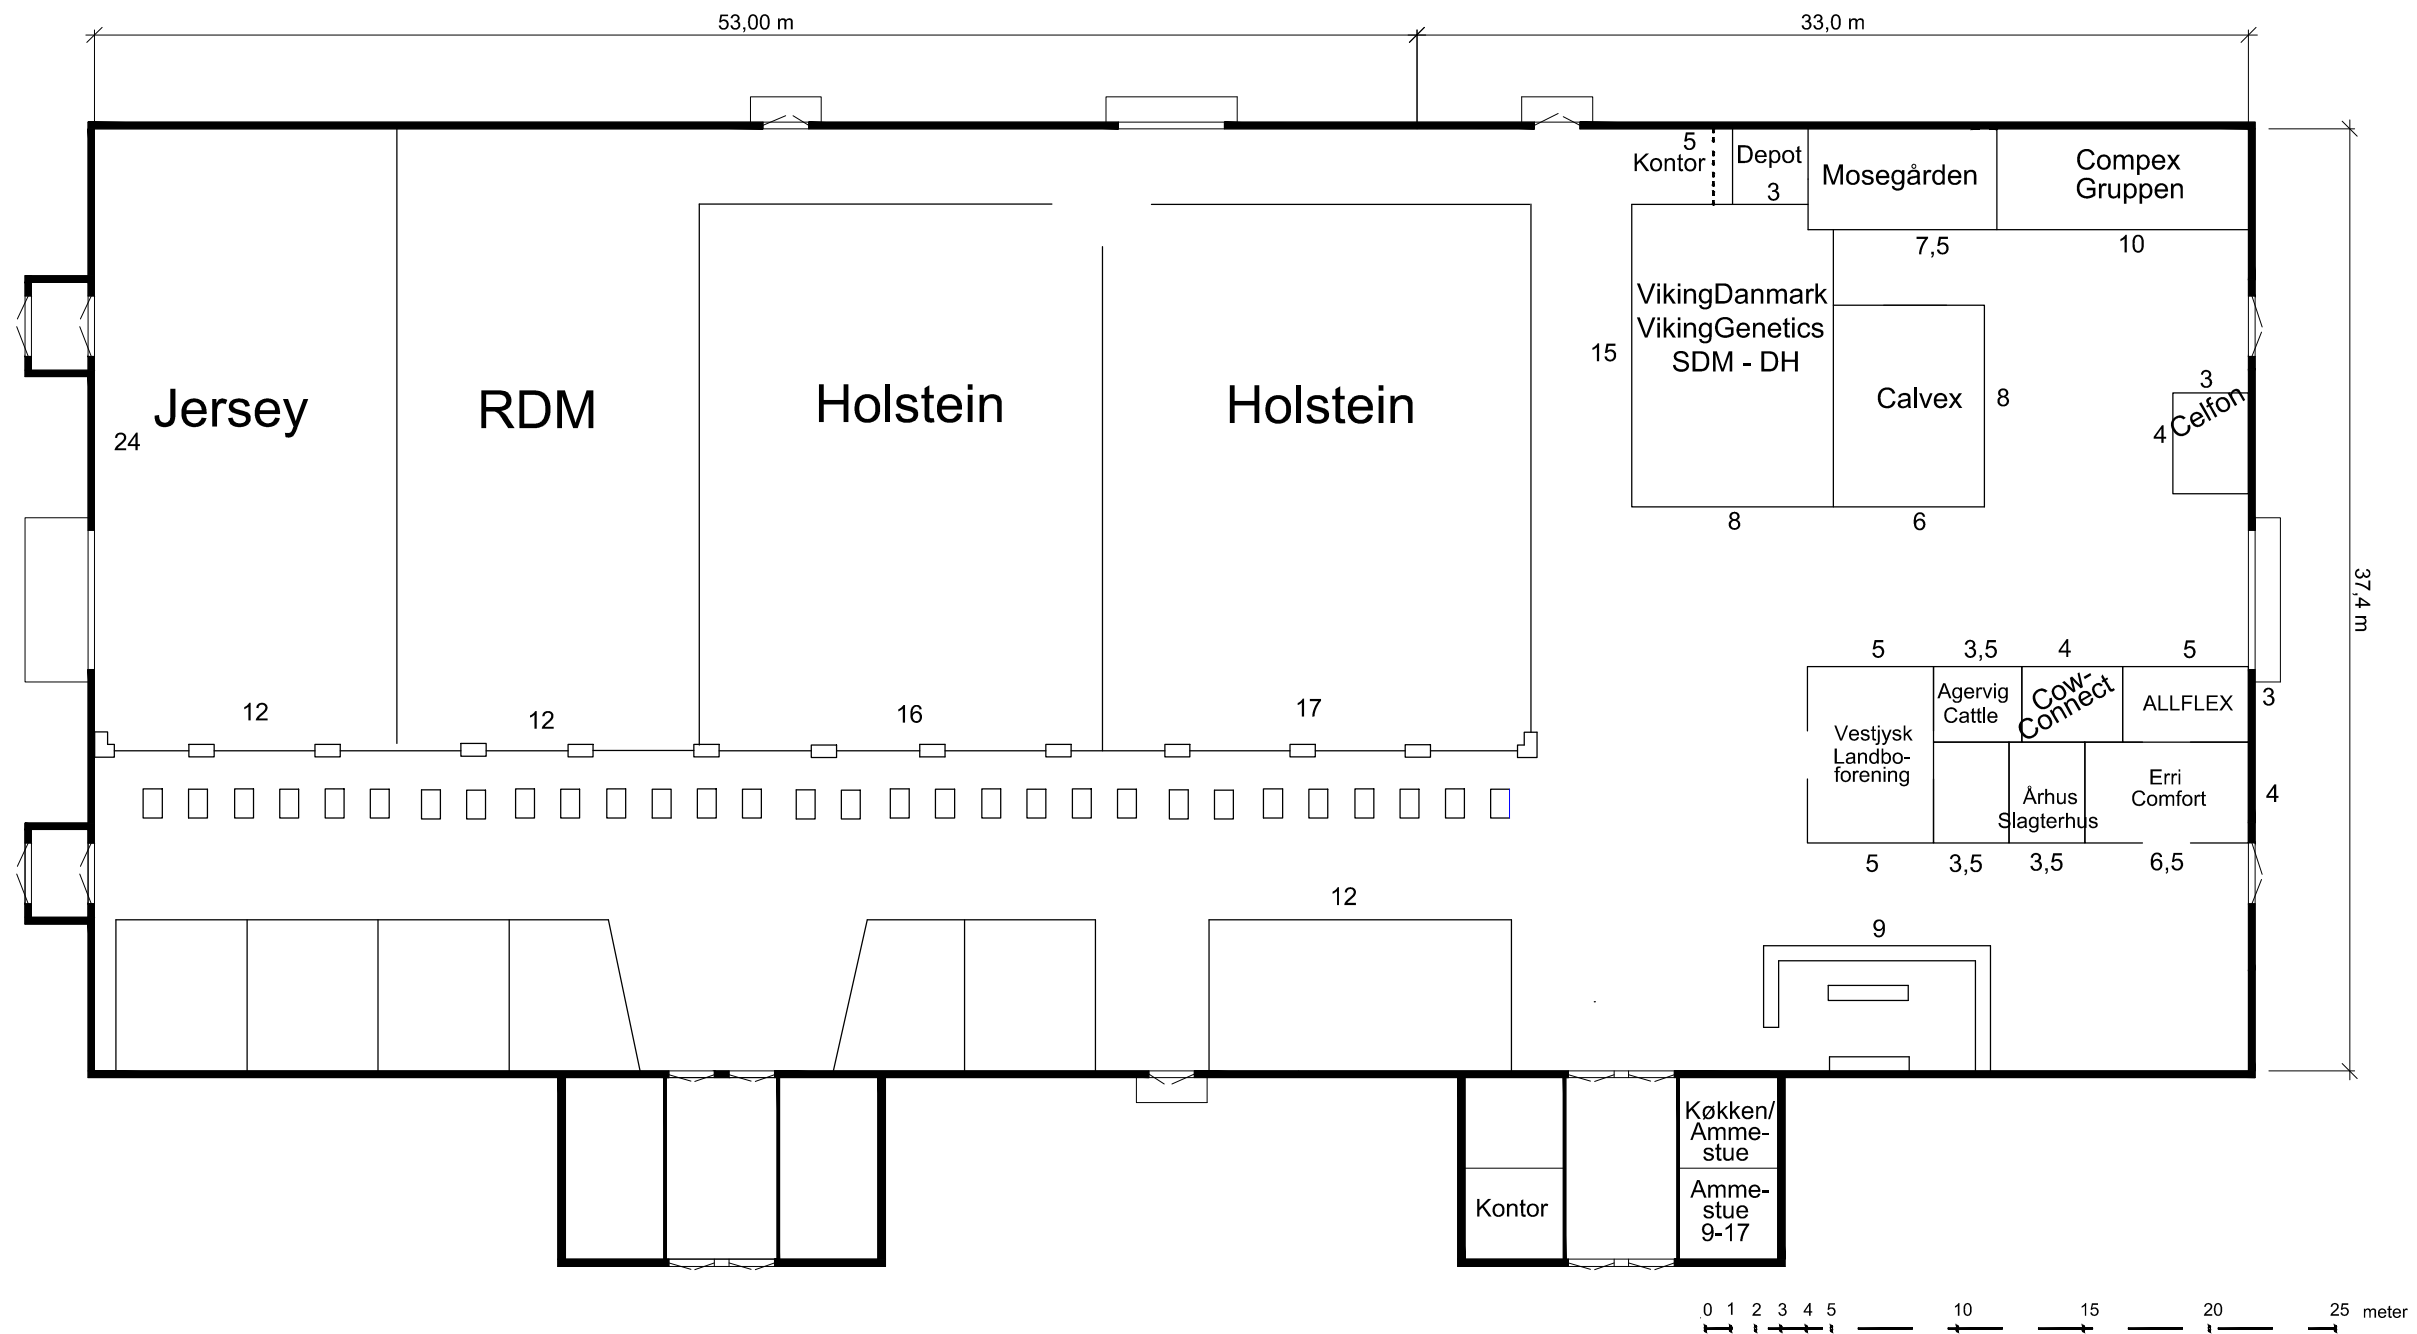 53,00 m
33,0 m
5
Kontor
Depot
3
Mosegården
Compex
Gruppen
7,5
10
VikingDanmark
VikingGenetics
SDM - DH
15
Calvex
8
3
Celfon
4
8
6
Jersey
24
RDM
Holstein
Holstein
37,4 m
12
12
16
17
5
3,5
4
5
Agervig
Cattle
Cow-
Connect
ALLFLEX
3
Vestjysk
Landbo-
forening
Århus
Slagterhus
Erri
Comfort
4
5
3,5
3,5
6,5
12
9
Køkken/
Amme-
stue
Kontor
Amme-
stue
9-17
0 1 2 3 4 5 10 15 20 25 meter